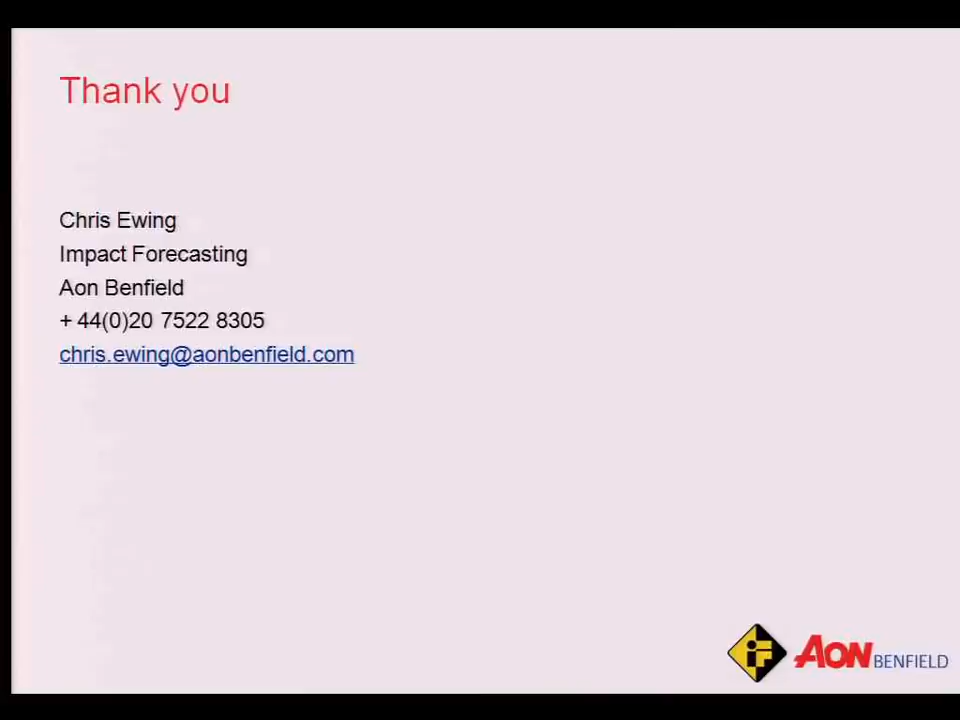 Thank you
Chris Ewing
Impact Forecasting
Aon Benfield
+ 44(0)20 7522 8305
chris.ewing@aonbenfield.com
iF AON BENFIELD